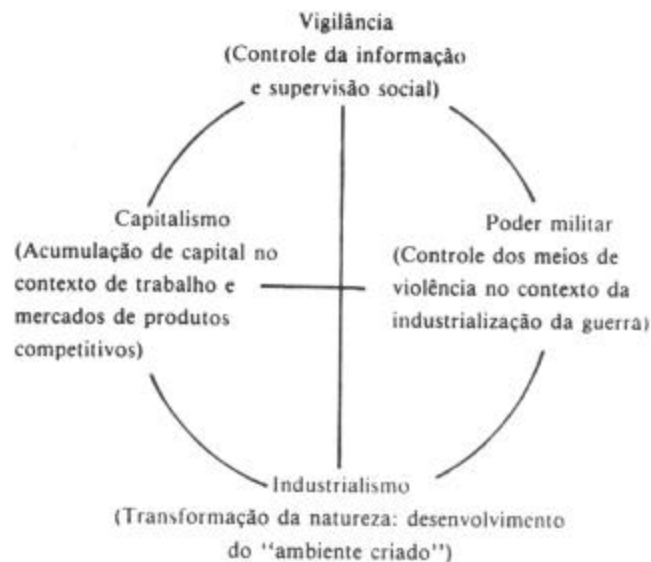 Vigilância
(Controle da informação
e supervisão social)
Capitalismo
(Acumulação de capital no
contexto de trabalho e
mercados de produtos
competitivos)
Poder militar
(Controle dos meios de
violência no contexto da
industrialização da guerra)
Industrialismo
(Transformação da natureza: desenvolvimento
do “ambiente criado”)